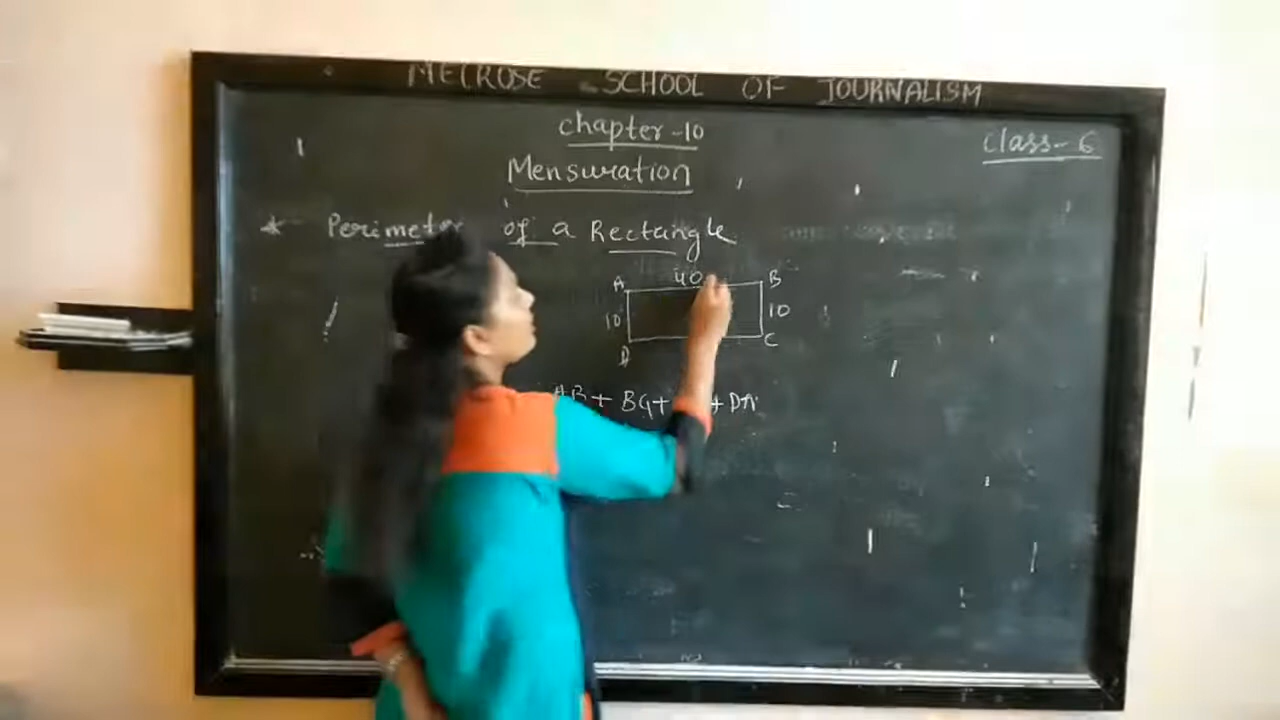 MELROSE SCHOOL OF JOURNALISM
Chapter-10
Class-6
Mensuration
* Perimeter of a Rectangle
A 40 B
10 10
D C
AB + BC + + DA